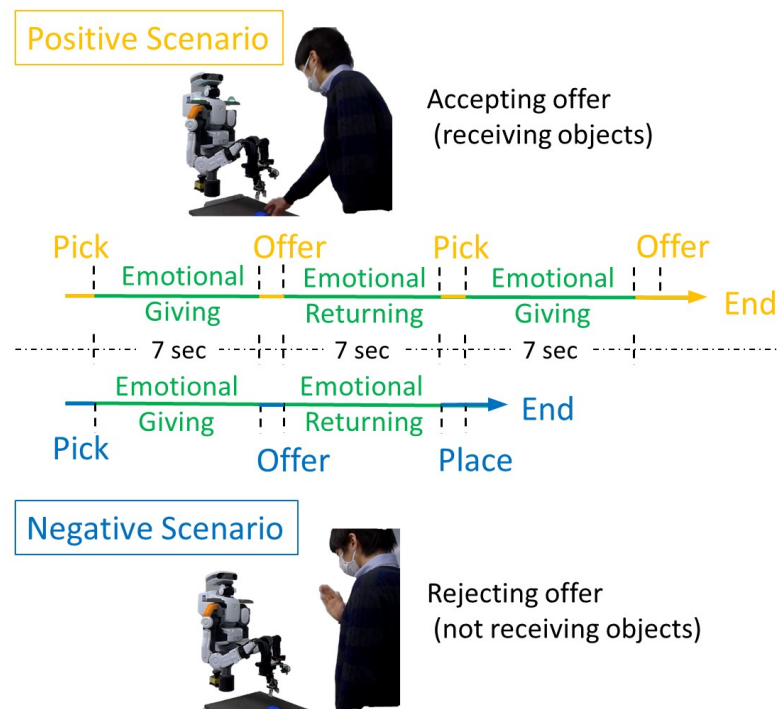 Positive Scenario
Accepting offer
(receiving objects)
Pick Offer Pick Offer
Emotional Emotional Emotional
Giving Returning Giving
End
7 sec 7 sec 7 sec
Emotional Emotional
Giving Returning
End
Pick Offer Place
Negative Scenario
Rejecting offer
(not receiving objects)